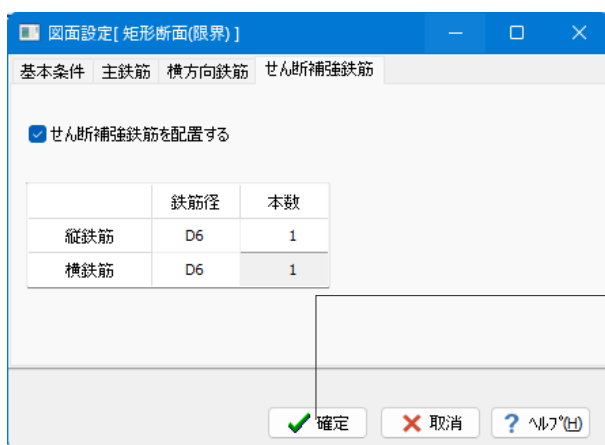 図面設定[ 矩形断面(限界) ]
基本条件 主鉄筋 横方向鉄筋 せん断補強鉄筋
せん断補強鉄筋を配置する
鉄筋径 本数
縦鉄筋 D6 1
横鉄筋 D6 1
確定 取消 ? ﾍﾙﾌﾟ(H)